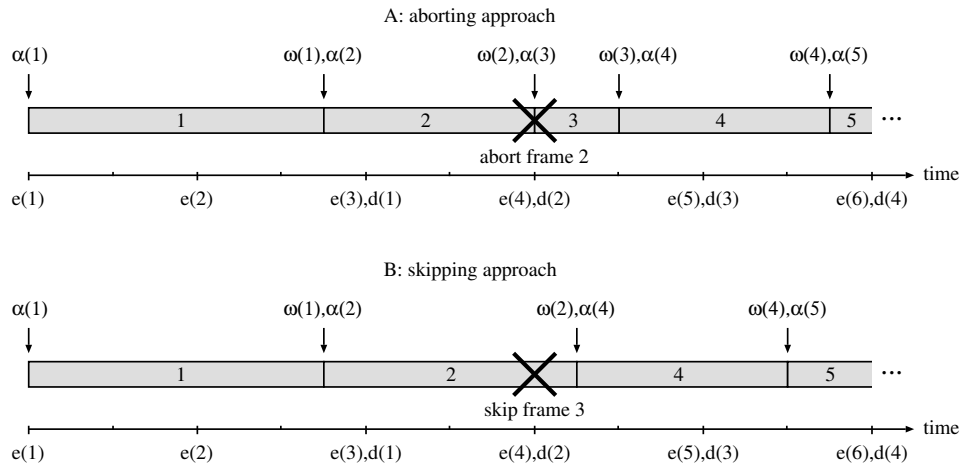 A: aborting approach
α(1) ω(1),α(2) ω(2),α(3) ω(3),α(4) ω(4),α(5)
1 2 3 4 5 ...
abort frame 2
time
e(1) e(2) e(3),d(1) e(4),d(2) e(5),d(3) e(6),d(4)
B: skipping approach
α(1) ω(1),α(2) ω(2),α(4) ω(4),α(5)
1 2 4 5 ...
skip frame 3
time
e(1) e(2) e(3),d(1) e(4),d(2) e(5),d(3) e(6),d(4)